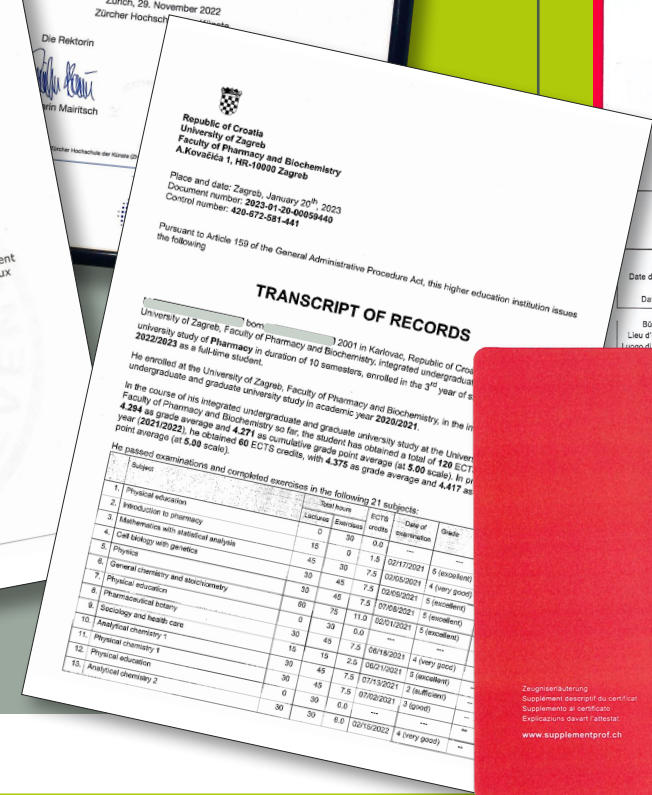 Zürich, 29. November 2022
Zürcher Hochsch
Die Rektorin
rin Mairitsch
Zürcher Hochschule der Künste
Republic of Croatia
University of Zagreb
Faculty of Pharmacy and Biochemistry
A.Kovačića 1, HR-10000 Zagreb
Place and date: Zagreb, January 20th, 2023
Document number: 2023-01-20-00059440
Control number: 420-672-581-441
Pursuant to Article 159 of the General Administrative Procedure Act, this higher education institution issues
the following
TRANSCRIPT OF RECORDS
born 2001 in Karlovac, Republic of Croa
University of Zagreb, Faculty of Pharmacy and Biochemistry, integrated undergraduat
university study of Pharmacy in duration of 10 semesters, enrolled in the 3rd year of s
2022/2023 as a full-time student.
He enrolled at the University of Zagreb, Faculty of Pharmacy and Biochemistry, in the in
undergraduate and graduate university study in academic year 2020/2021.
In the course of his integrated undergraduate and graduate university study at the Univers
Faculty of Pharmacy and Biochemistry so far, the student has obtained a total of 120 ECT
4.294 as grade average and 4.271 as cumulative grade point average (at 5.00 scale). In pr
year (2021/2022), he obtained 60 ECTS credits, with 4.375 as grade average and 4.417 as
point average (at 5.00 scale).
He passed examinations and completed exercises in the following 21 subjects:
Subject Total hours ECTS credits Date of examination Grade
Lectures Exercises
1. Physical education 0 30 0.0 --- ---
2. Introduction to pharmacy 15 0 1.5 02/17/2021 5 (excellent)
3. Mathematics with statistical analysis 45 30 7.5 02/05/2021 4 (very good)
4. Cell biology with genetics 30 45 7.5 02/09/2021 5 (excellent)
5. Physics 30 45 7.5 07/08/2021 5 (excellent)
6. General chemistry and stoichiometry 60 75 11.0 02/01/2021 5 (excellent)
7. Physical education 0 30 0.0 --- ---
8. Pharmaceutical botany 30 45 7.5 06/18/2021 4 (very good)
9. Sociology and health care 15 15 2.5 06/21/2021 5 (excellent)
10. Analytical chemistry 1 30 45 7.5 07/13/2021 2 (sufficient)
11. Physical chemistry 1 30 45 7.5 07/02/2021 3 (good)
12. Physical education 0 30 0.0 --- ---
13. Analytical chemistry 2 30 30 6.0 02/15/2022 4 (very good)
ent
ux
Date d
Da
Bü
Lieu d'
Zeugniserläuterung
Supplément descriptif du certificat
Supplemento al certificato
Explicaziuns davart l'attestat
www.supplementprof.ch